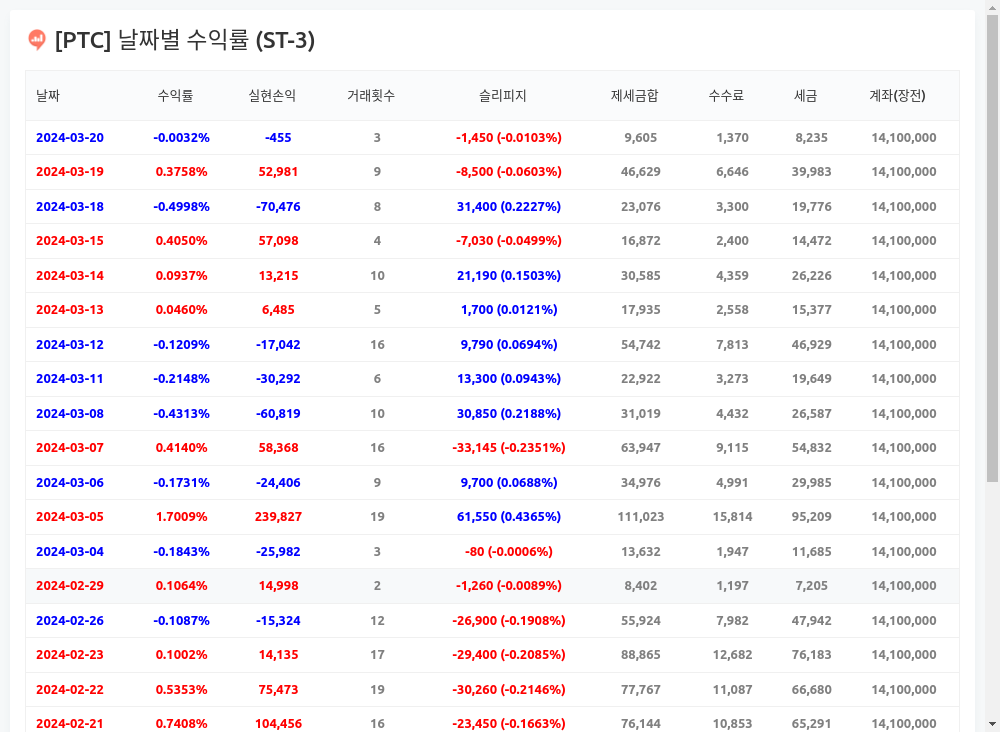 [PTC] 날짜별 수익률 (ST-3)
날짜 수익률 실현손익 거래횟수 슬리피지 제세금합 수수료 세금 계좌(장전)
2024-03-20 -0.0032% -455 3 -1,450 (-0.0103%) 9,605 1,370 8,235 14,100,000
2024-03-19 0.3758% 52,981 9 -8,500 (-0.0603%) 46,629 6,646 39,983 14,100,000
2024-03-18 -0.4998% -70,476 8 31,400 (0.2227%) 23,076 3,300 19,776 14,100,000
2024-03-15 0.4050% 57,098 4 -7,030 (-0.0499%) 16,872 2,400 14,472 14,100,000
2024-03-14 0.0937% 13,215 10 21,190 (0.1503%) 30,585 4,359 26,226 14,100,000
2024-03-13 0.0460% 6,485 5 1,700 (0.0121%) 17,935 2,558 15,377 14,100,000
2024-03-12 -0.1209% -17,042 16 9,790 (0.0694%) 54,742 7,813 46,929 14,100,000
2024-03-11 -0.2148% -30,292 6 13,300 (0.0943%) 22,922 3,273 19,649 14,100,000
2024-03-08 -0.4313% -60,819 10 30,850 (0.2188%) 31,019 4,432 26,587 14,100,000
2024-03-07 0.4140% 58,368 16 -33,145 (-0.2351%) 63,947 9,115 54,832 14,100,000
2024-03-06 -0.1731% -24,406 9 9,700 (0.0688%) 34,976 4,991 29,985 14,100,000
2024-03-05 1.7009% 239,827 19 61,550 (0.4365%) 111,023 15,814 95,209 14,100,000
2024-03-04 -0.1843% -25,982 3 -80 (-0.0006%) 13,632 1,947 11,685 14,100,000
2024-02-29 0.1064% 14,998 2 -1,260 (-0.0089%) 8,402 1,197 7,205 14,100,000
2024-02-26 -0.1087% -15,324 12 -26,900 (-0.1908%) 55,924 7,982 47,942 14,100,000
2024-02-23 0.1002% 14,135 17 -29,400 (-0.2085%) 88,865 12,682 76,183 14,100,000
2024-02-22 0.5353% 75,473 19 -30,260 (-0.2146%) 77,767 11,087 66,680 14,100,000
2024-02-21 0.7408% 104,456 16 -23,450 (-0.1663%) 76,144 10,853 65,291 14,100,000